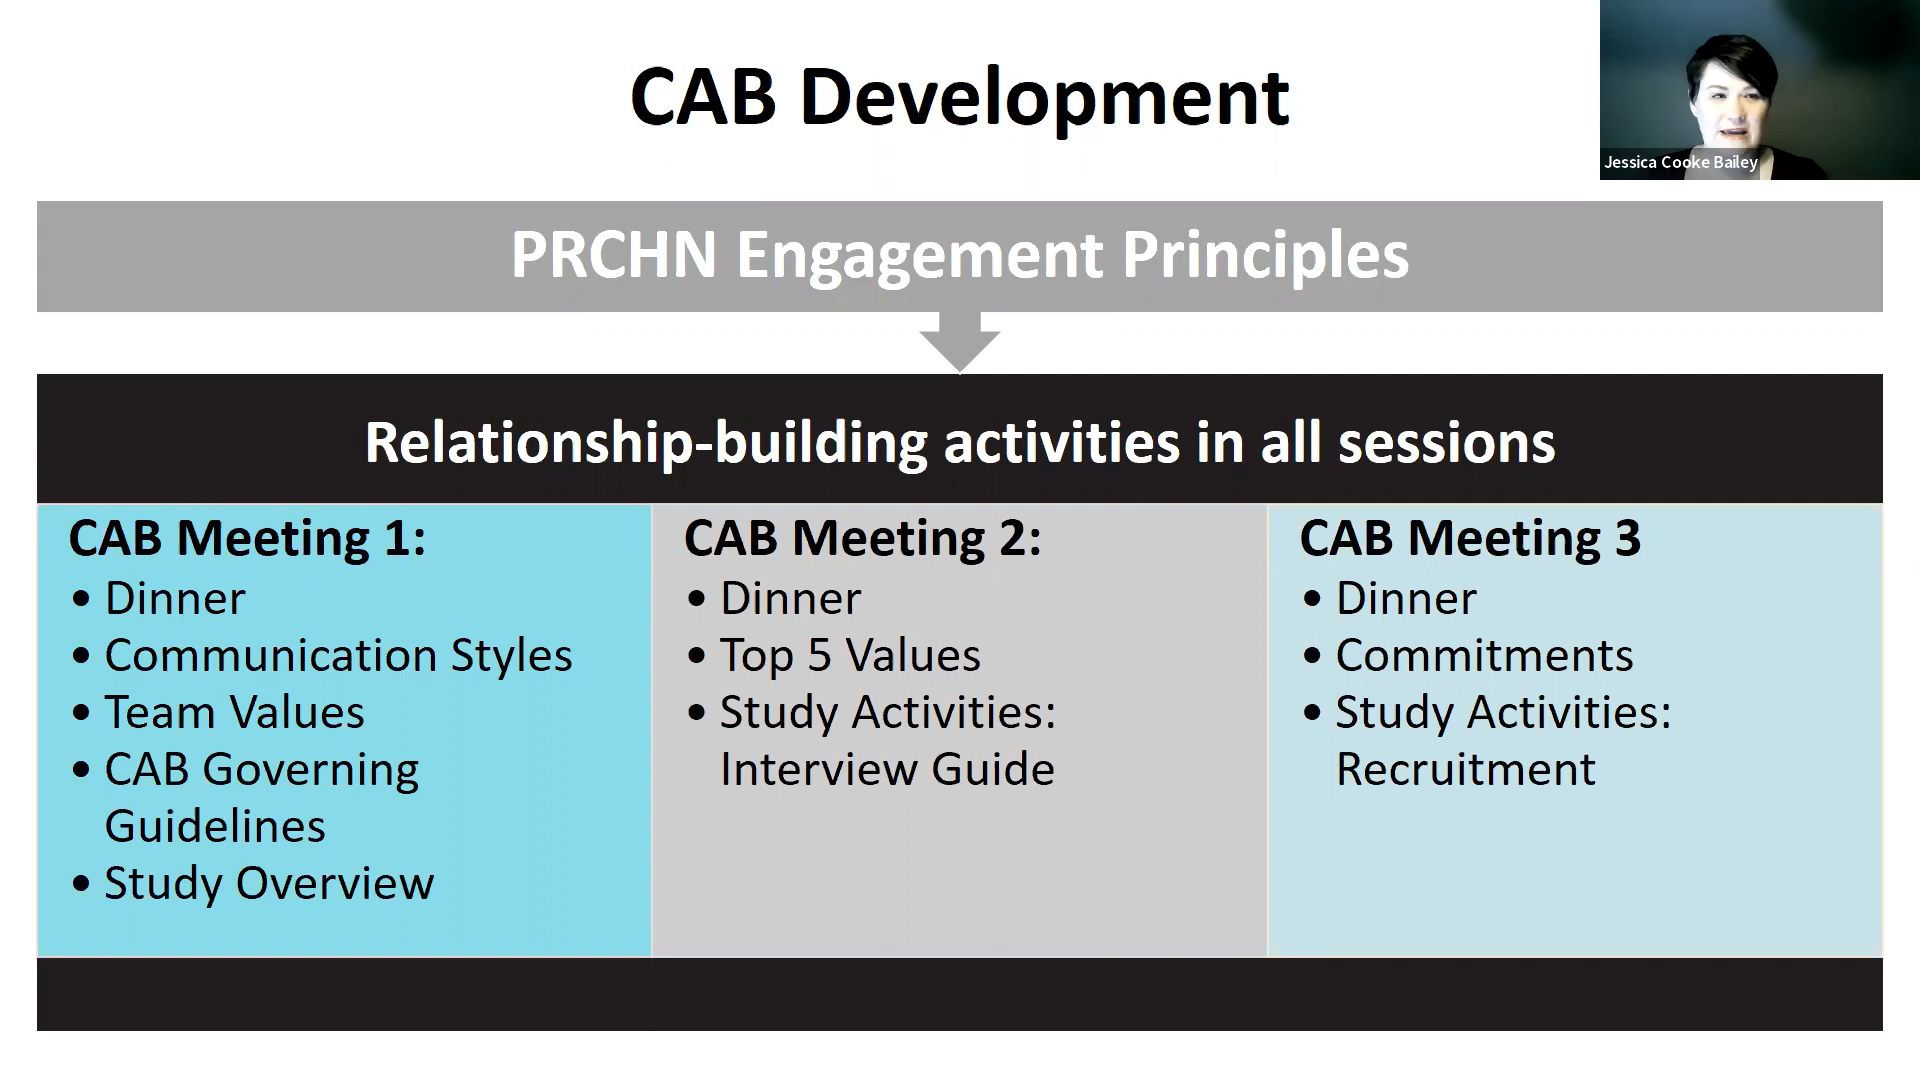 CAB Development
Jessica Cooke Bailey
PRCHN Engagement Principles
Relationship-building activities in all sessions
CAB Meeting 1:
• Dinner
• Communication Styles
• Team Values
• CAB Governing
Guidelines
• Study Overview
CAB Meeting 2:
• Dinner
• Top 5 Values
• Study Activities:
Interview Guide
CAB Meeting 3
• Dinner
• Commitments
• Study Activities:
Recruitment